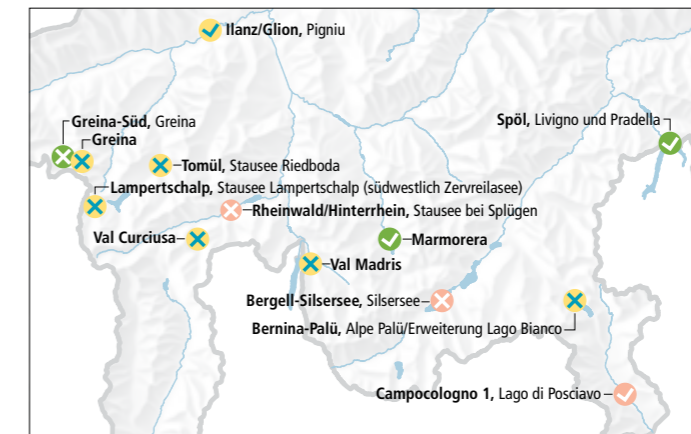 Ilanz/Glion, Pigniu
Greina-Süd, Greina
Greina
Spöl, Livigno und Pradella
Tomül, Stausee Riedboda
Lampertschalp, Stausee Lampertschalp (südwestlich Zervreilasee)
Rheinwald/Hinterrhein, Stausee bei Splügen
Val Curciusa
Marmorera
Val Madris
Bergell-Silsersee, Silsersee
Bernina-Palü, Alpe Palü/Erweiterung Lago Bianco
Campocologno 1, Lago di Posciavo